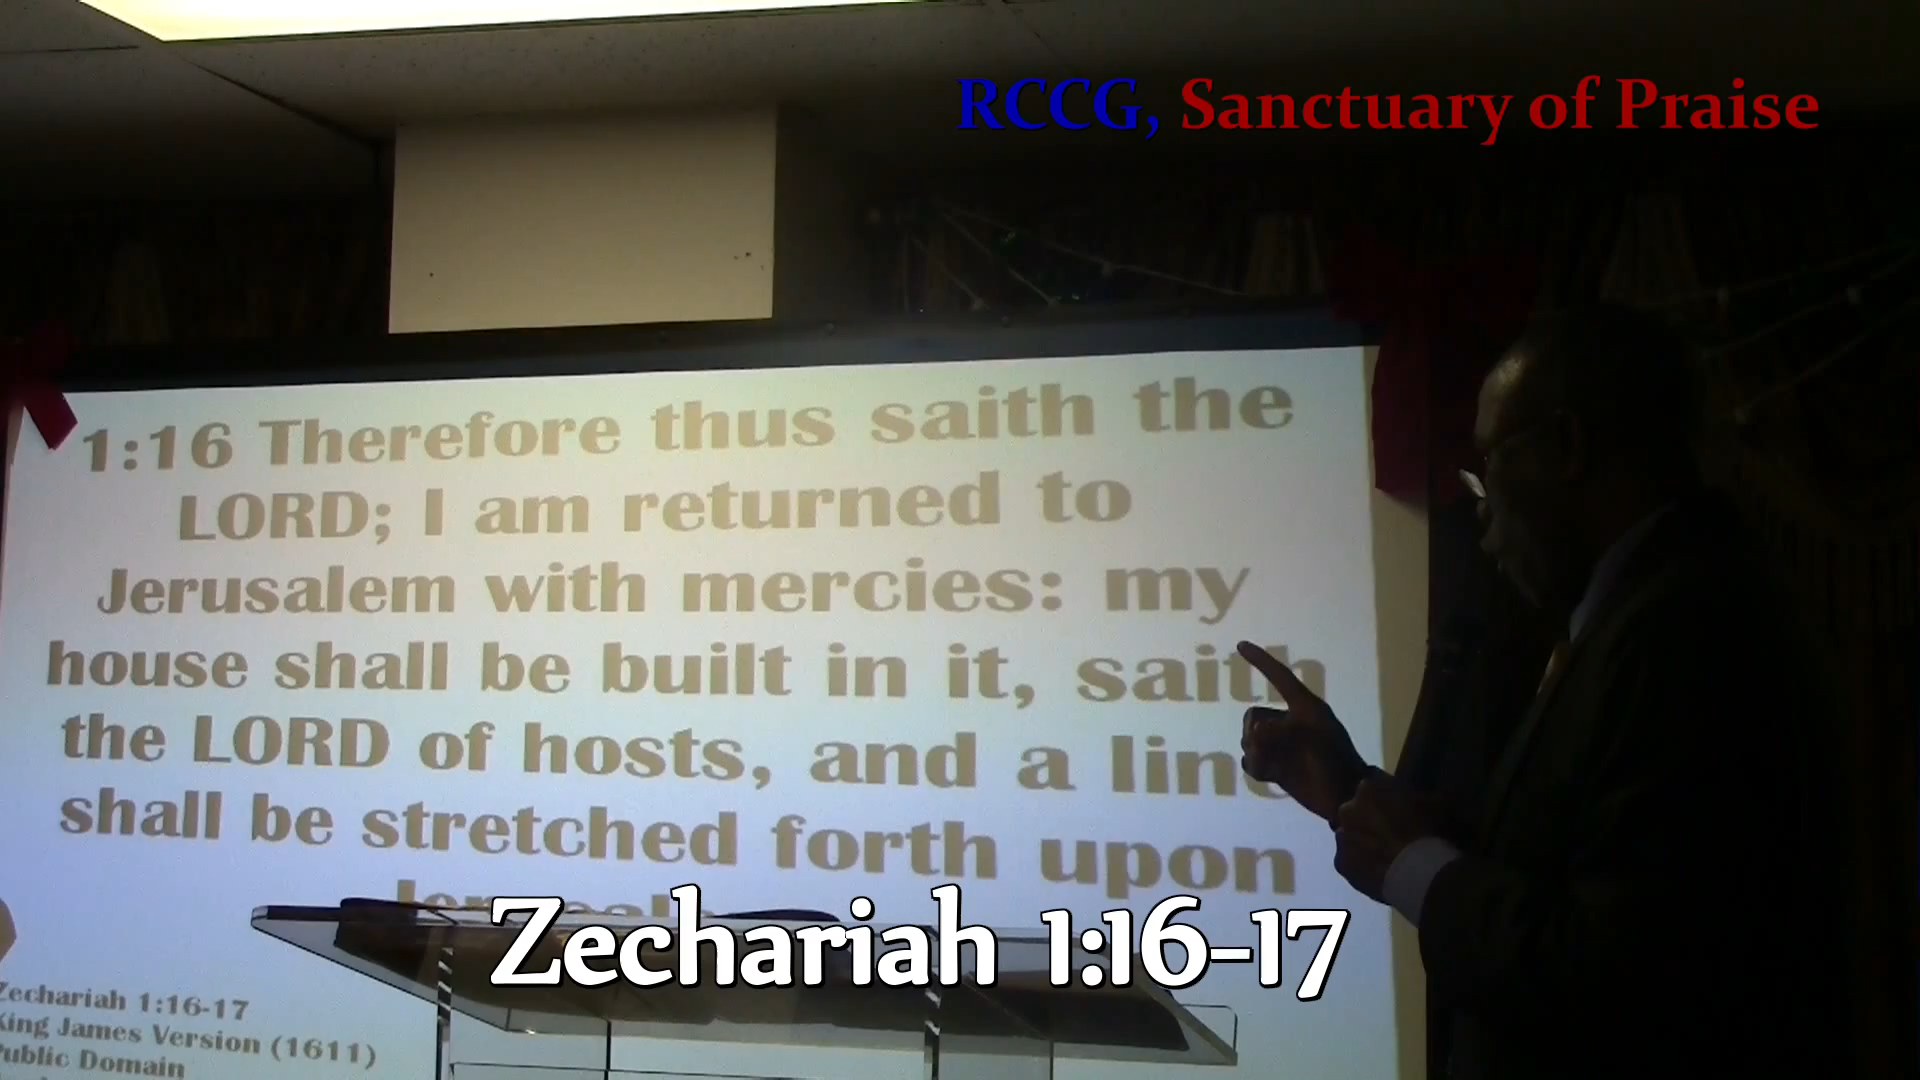 RCCG, Sanctuary of Praise
1:16 Therefore thus saith the
LORD; I am returned to
Jerusalem with mercies: my
house shall be built in it, saith
the LORD of hosts, and a line
shall be stretched forth upon
Zechariah 1:16-17
Zechariah 1:16-17
King James Version (1611)
Public Domain